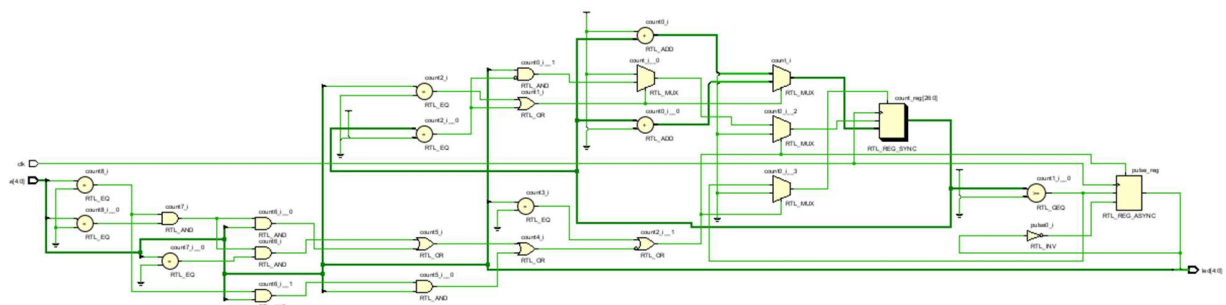 count0_i
RTL_ADD
count0_i__1
RTL_AND
count_i__0
RTL_MUX
count_i
RTL_MUX
count2_i
RTL_EQ
count1_i
RTL_OR
count_reg[26:0]
RTL_REG_SYNC
count2_i__0
RTL_EQ
count0_i__0
RTL_ADD
count0_i__2
RTL_MUX
clk
a[4:0]
count8_i
RTL_EQ
count8_i__0
RTL_EQ
count7_i
RTL_AND
count6_i__0
RTL_AND
count3_i
RTL_EQ
count0_i__3
RTL_MUX
count1_i__0
RTL_GEQ
pulse_reg
RTL_REG_ASYNC
count7_i__0
RTL_EQ
count6_i
RTL_AND
count5_i
RTL_OR
count4_i
RTL_OR
count2_i__1
RTL_OR
pulse0_i
RTL_INV
led[4:0]
count6_i__1
RTL_AND
count5_i__0
RTL_AND